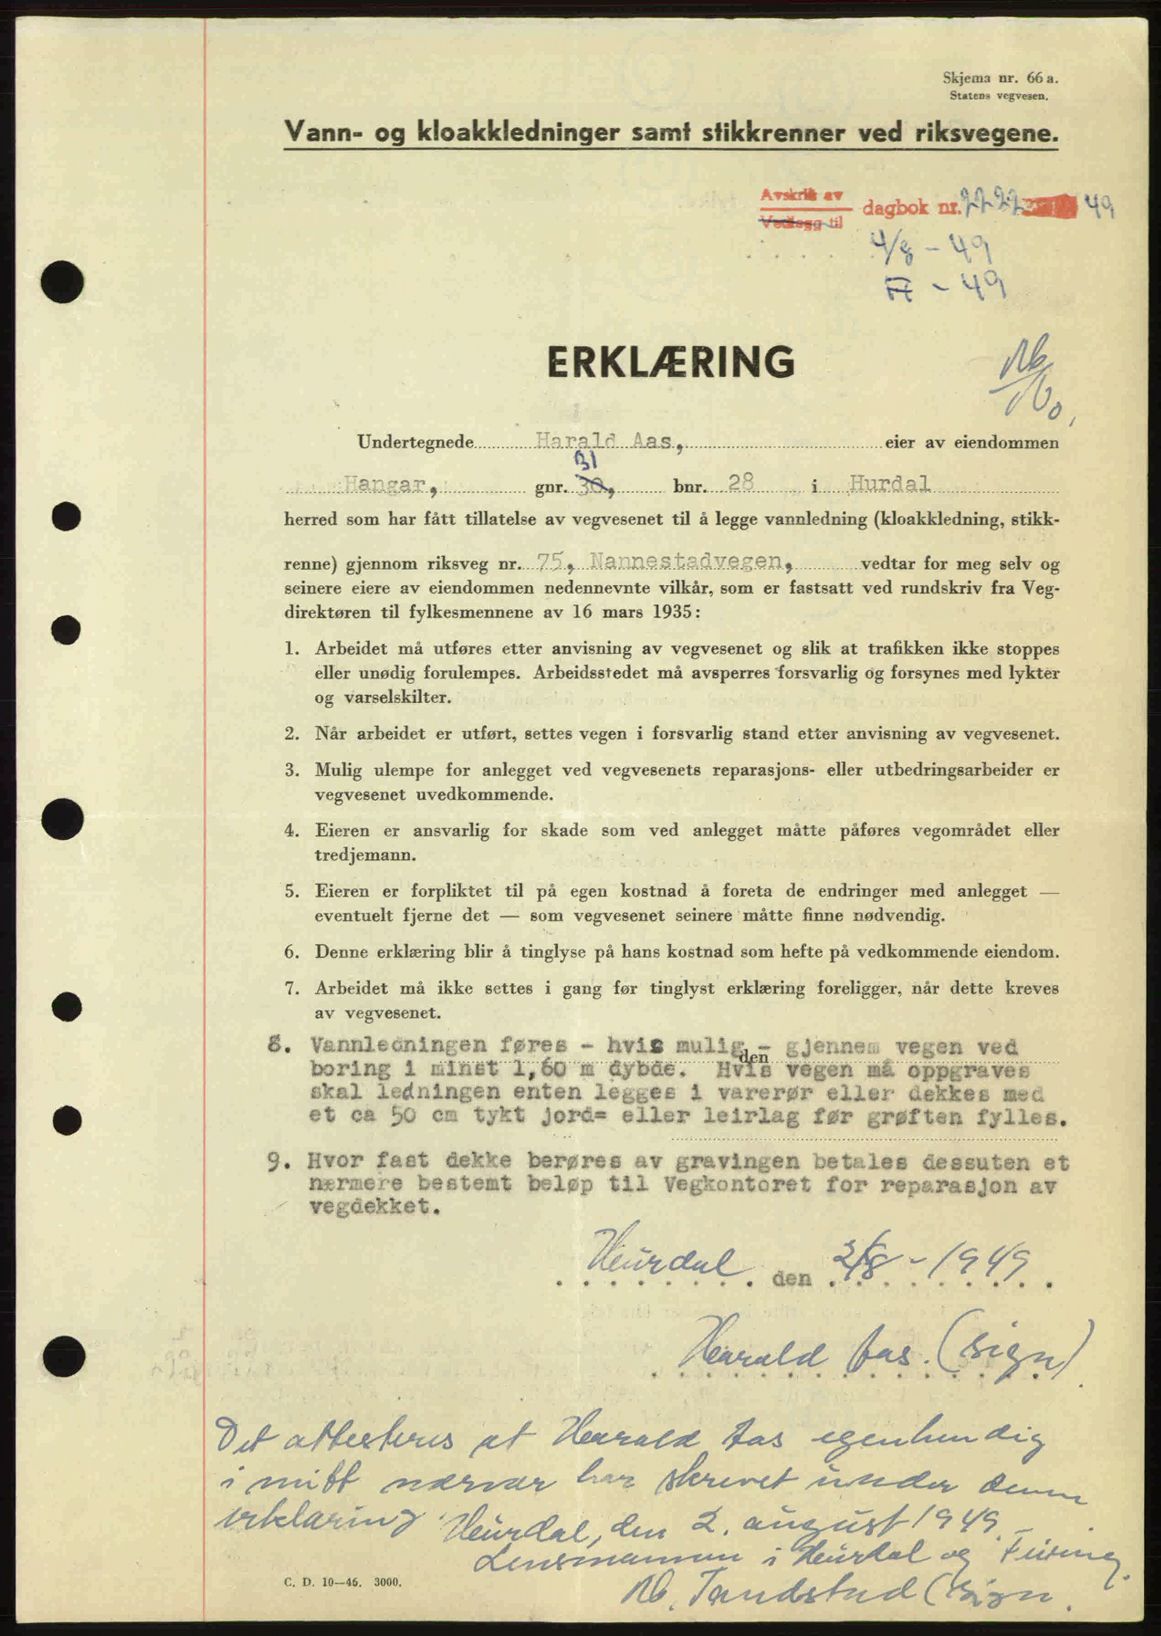 Skjema nr. 66 a.
Statens vegvesen.
Vann- og kloakkledninger samt stikkrenner ved riksvegene.
Avskrift av
Vedlegg til
dagbok nr. 2222 49
4/8 - 49
A - 49
ERKLÆRING
Undertegnede Harald Aas, eier av eiendommen
31
Hangar, gnr. 30, bnr. 28 i Hurdal
herred som har fått tillatelse av vegvesenet til å legge vannledning (kloakkledning, stikk-
renne) gjennom riksveg nr. 75, Nannestadvegen, vedtar for meg selv og
seinere eiere av eiendommen nedennevnte vilkår, som er fastsatt ved rundskriv fra Veg-
direktøren til fylkesmennene av 16 mars 1935:
1. Arbeidet må utføres etter anvisning av vegvesenet og slik at trafikken ikke stoppes
eller unødig forulempes. Arbeidsstedet må avsperres forsvarlig og forsynes med lykter
og varselskilter.
2. Når arbeidet er utført, settes vegen i forsvarlig stand etter anvisning av vegvesenet.
3. Mulig ulempe for anlegget ved vegvesenets reparasjons- eller utbedringsarbeider er
vegvesenet uvedkommende.
4. Eieren er ansvarlig for skade som ved anlegget måtte påføres vegområdet eller
tredjemann.
5. Eieren er forpliktet til på egen kostnad å foreta de endringer med anlegget —
eventuelt fjerne det — som vegvesenet seinere måtte finne nødvendig.
6. Denne erklæring blir å tinglyse på hans kostnad som hefte på vedkommende eiendom.
7. Arbeidet må ikke settes i gang før tinglyst erklæring foreligger, når dette kreves
av vegvesenet.
8. Vannledningen føres - hvis mulig - gjennem vegen ved
den
boring i minst 1,60 m dybde. Hvis vegen må oppgraves
skal ledningen enten legges i varerør eller dekkes med
et ca 50 cm tykt jord= eller leirlag før grøften fylles.
9. Hvor fast dekke berøres av gravingen betales dessuten et
nærmere bestemt beløp til Vegkontoret for reparasjon av
vegdekket.
Hurdal den 2/8 - 1949
Harald Aas. (sign)
Det attesteres at Harald Aas egenhendig
i mitt nærvær har skrevet under denne
erklæring. Hurdal, den 2. august 1949.
Lensmannen i Hurdal og Feiring.
C. D. 10—46. 3000.
M. Tandstad (sign.